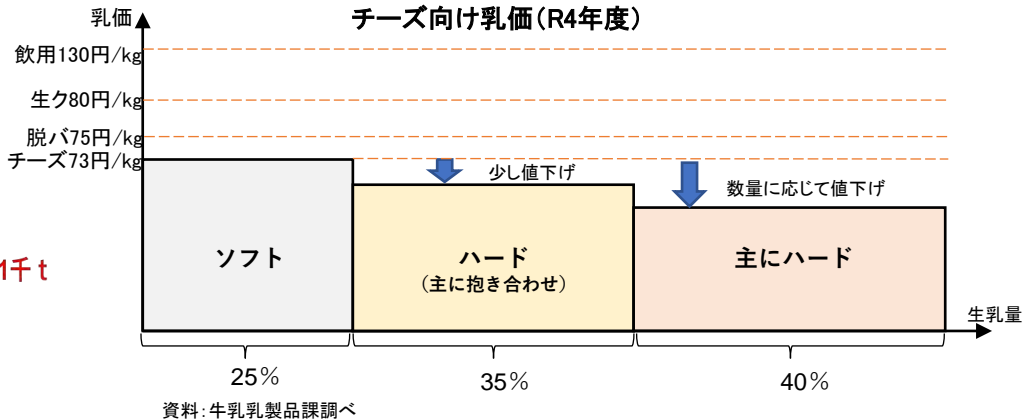 チーズ向け乳価(R4年度)
乳価
飲用130円/kg
生ク80円/kg
脱バ75円/kg
チーズ73円/kg
少し値下げ
数量に応じて値下げ
ソフト
ハード
(主に抱き合わせ)
主にハード
千t
生乳量
25%
35%
40%
資料:牛乳乳製品課調べ